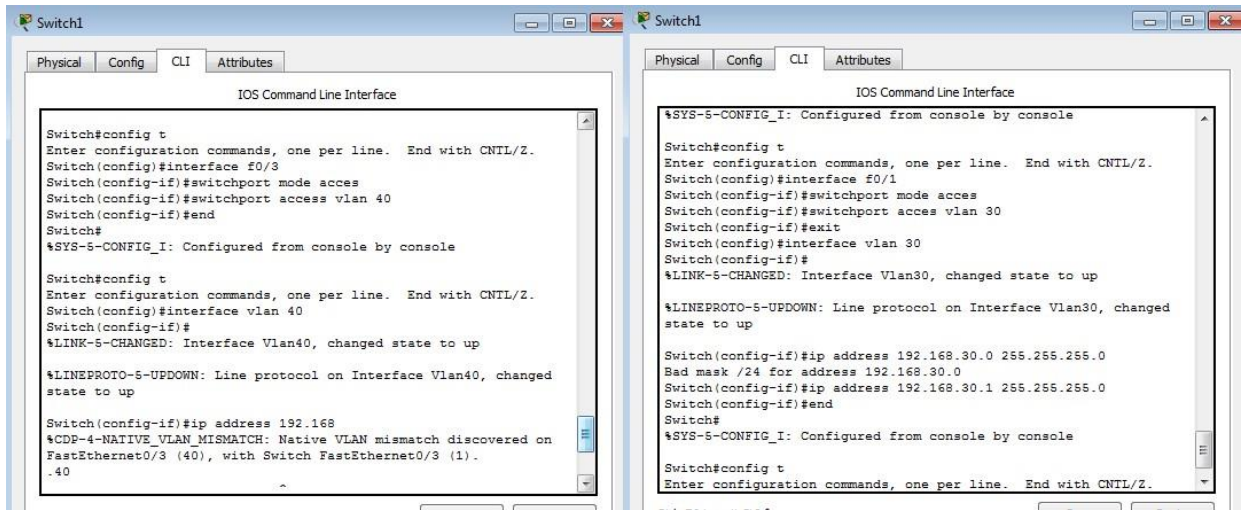 Switch1
Physical Config CLI Attributes
IOS Command Line Interface
Switch#config t
Enter configuration commands, one per line. End with CNTL/Z.
Switch(config)#interface f0/3
Switch(config-if)#switchport mode acces
Switch(config-if)#switchport access vlan 40
Switch(config-if)#end
Switch#
%SYS-5-CONFIG_I: Configured from console by console
Switch#config t
Enter configuration commands, one per line. End with CNTL/Z.
Switch(config)#interface vlan 40
Switch(config-if)#
%LINK-5-CHANGED: Interface Vlan40, changed state to up
%LINEPROTO-5-UPDOWN: Line protocol on Interface Vlan40, changed
state to up
Switch(config-if)#ip address 192.168
%CDP-4-NATIVE_VLAN_MISMATCH: Native VLAN mismatch discovered on
FastEthernet0/3 (40), with Switch FastEthernet0/3 (1).
.40
^
Switch1
Physical Config CLI Attributes
IOS Command Line Interface
%SYS-5-CONFIG_I: Configured from console by console
Switch#config t
Enter configuration commands, one per line. End with CNTL/Z.
Switch(config)#interface f0/1
Switch(config-if)#switchport mode acces
Switch(config-if)#switchport acces vlan 30
Switch(config-if)#exit
Switch(config)#interface vlan 30
Switch(config-if)#
%LINK-5-CHANGED: Interface Vlan30, changed state to up
%LINEPROTO-5-UPDOWN: Line protocol on Interface Vlan30, changed
state to up
Switch(config-if)#ip address 192.168.30.0 255.255.255.0
Bad mask /24 for address 192.168.30.0
Switch(config-if)#ip address 192.168.30.1 255.255.255.0
Switch(config-if)#end
Switch#
%SYS-5-CONFIG_I: Configured from console by console
Switch#config t
Enter configuration commands, one per line. End with CNTL/Z.